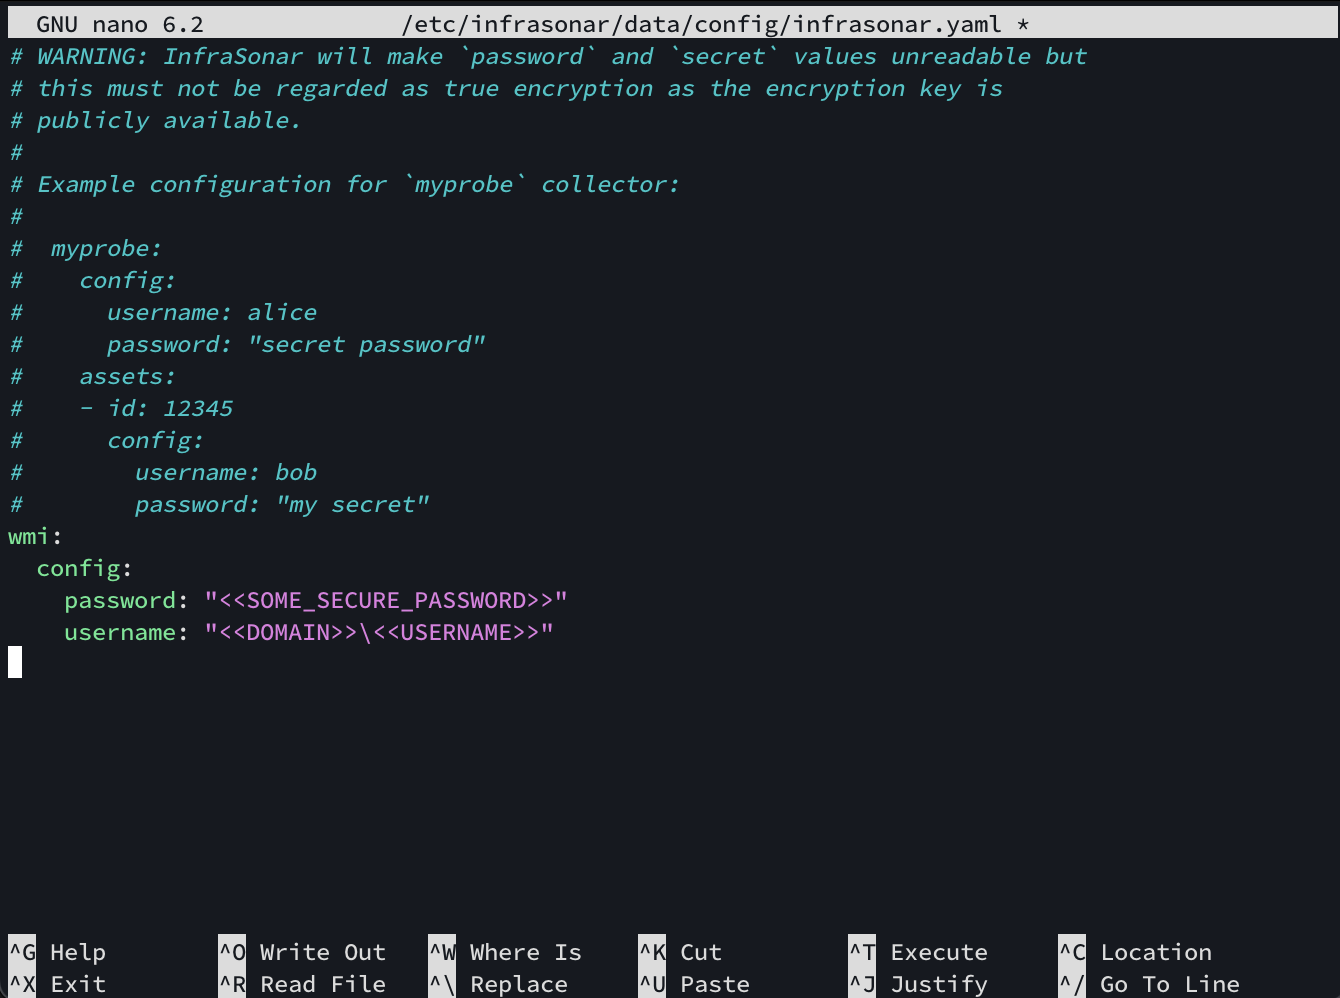 GNU nano 6.2 /etc/infrasonar/data/config/infrasonar.yaml *
# WARNING: InfraSonar will make `password` and `secret` values unreadable but
# this must not be regarded as true encryption as the encryption key is
# publicly available.
#
# Example configuration for `myprobe` collector:
#
#  myprobe:
#    config:
#      username: alice
#      password: "secret password"
#    assets:
#    - id: 12345
#      config:
#        username: bob
#        password: "my secret"
wmi:
  config:
    password: "<<SOME_SECURE_PASSWORD>>"
    username: "<<DOMAIN>>\<<USERNAME>>"
^G Help ^O Write Out ^W Where Is ^K Cut ^T Execute ^C Location
^X Exit ^R Read File ^\ Replace ^U Paste ^J Justify ^/ Go To Line